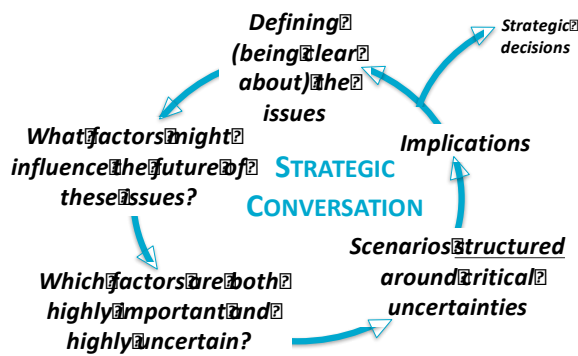 Defining
(being clear
about) the
issues
Strategic
decisions
What factors might
influence the future of
these issues?
Implications
STRATEGIC
CONVERSATION
Scenarios structured
around critical
uncertainties
Which factors are both
highly important and
highly uncertain?